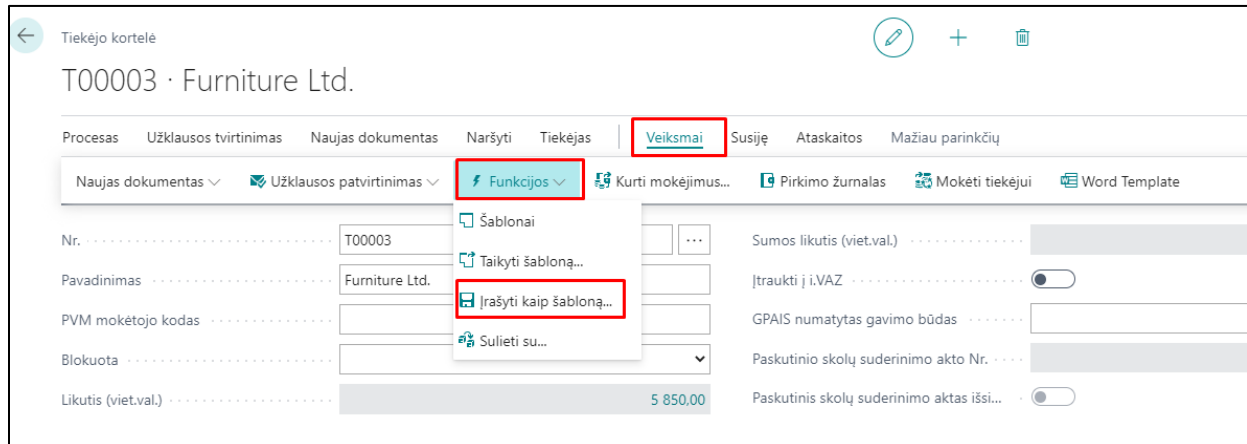 Tiekėjo kortelė
T00003 · Furniture Ltd.
Procesas Užklausos tvirtinimas Naujas dokumentas Naršyti Tiekėjas Veiksmai Susiję Ataskaitos Mažiau parinkčių
Naujas dokumentas Užklausos patvirtinimas Funkcijos Kurti mokėjimus... Pirkimo žurnalas Mokėti tiekėjui Word Template
Šablonai
Taikyti šabloną...
Įrašyti kaip šabloną...
Sulieti su...
Nr. T00003 ...
Pavadinimas Furniture Ltd.
PVM mokėtojo kodas
Blokuota
Likutis (viet.val.) 5 850,00
Sumos likutis (viet.val.)
Įtraukti į i.VAZ
GPAIS numatytas gavimo būdas
Paskutinio skolų suderinimo akto Nr.
Paskutinis skolų suderinimo aktas išsi...